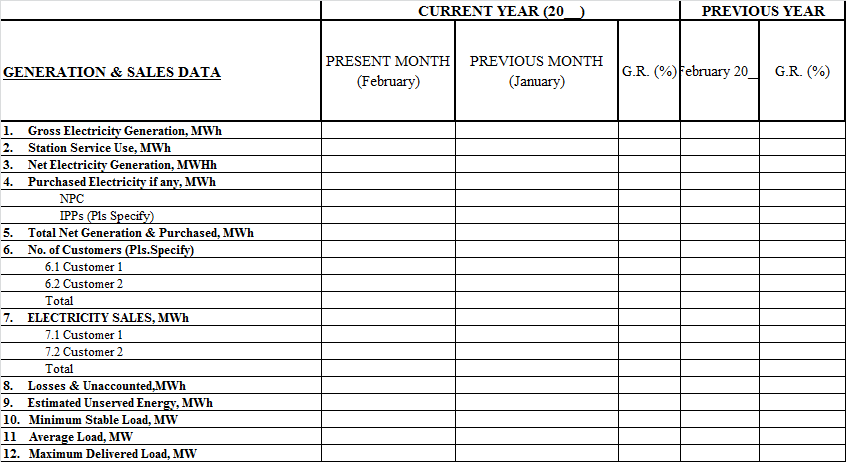 CURRENT YEAR (20__) PREVIOUS YEAR
GENERATION & SALES DATA
PRESENT MONTH
(February)
PREVIOUS MONTH
(January)
G.R. (%)
February 20_
G.R. (%)
1. Gross Electricity Generation, MWh
2. Station Service Use, MWh
3. Net Electricity Generation, MWHh
4. Purchased Electricity if any, MWh
NPC
IPPs (Pls Specify)
5. Total Net Generation & Purchased, MWh
6. No. of Customers (Pls.Specify)
6.1 Customer 1
6.2 Customer 2
Total
7. ELECTRICITY SALES, MWh
7.1 Customer 1
7.2 Customer 2
Total
8. Losses & Unaccounted,MWh
9. Estimated Unserved Energy, MWh
10. Minimum Stable Load, MW
11 Average Load, MW
12. Maximum Delivered Load, MW